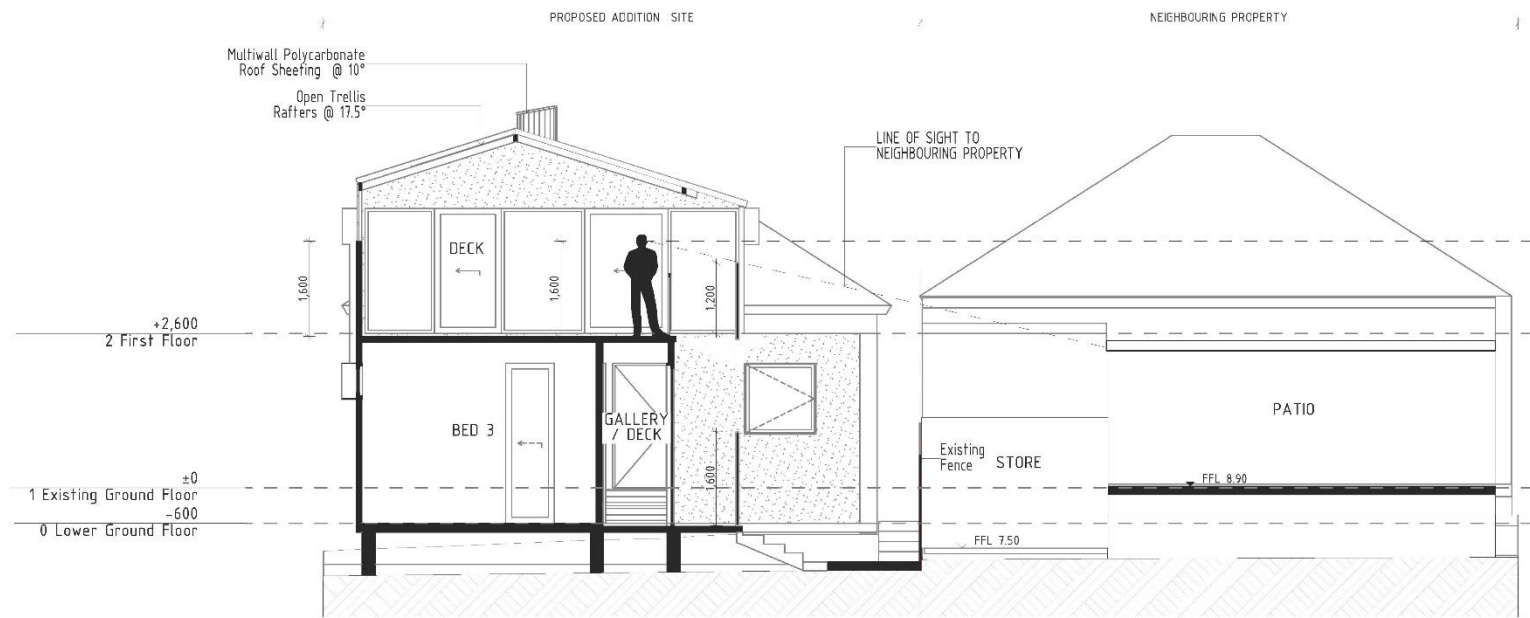 PROPOSED ADDITION SITE
NEIGHBOURING PROPERTY
Multiwall Polycarbonate
Roof Sheeting @ 10°
Open Trellis
Rafters @ 17.5°
LINE OF SIGHT TO
NEIGHBOURING PROPERTY
DECK
1,600
1,600
1,200
+2,600
2 First Floor
BED 3
GALLERY
/ DECK
1,600
PATIO
Existing
Fence
STORE
FFL 8.90
±0
1 Existing Ground Floor
-600
0 Lower Ground Floor
FFL 7.50